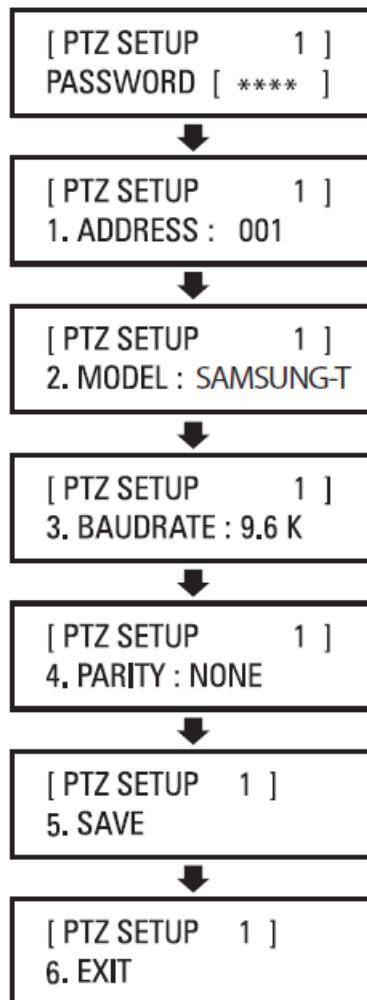 [ PTZ SETUP 1 ]
PASSWORD [ **** ]
[ PTZ SETUP 1 ]
1. ADDRESS : 001
[ PTZ SETUP 1 ]
2. MODEL : SAMSUNG-T
[ PTZ SETUP 1 ]
3. BAUDRATE : 9.6 K
[ PTZ SETUP 1 ]
4. PARITY : NONE
[ PTZ SETUP 1 ]
5. SAVE
[ PTZ SETUP 1 ]
6. EXIT